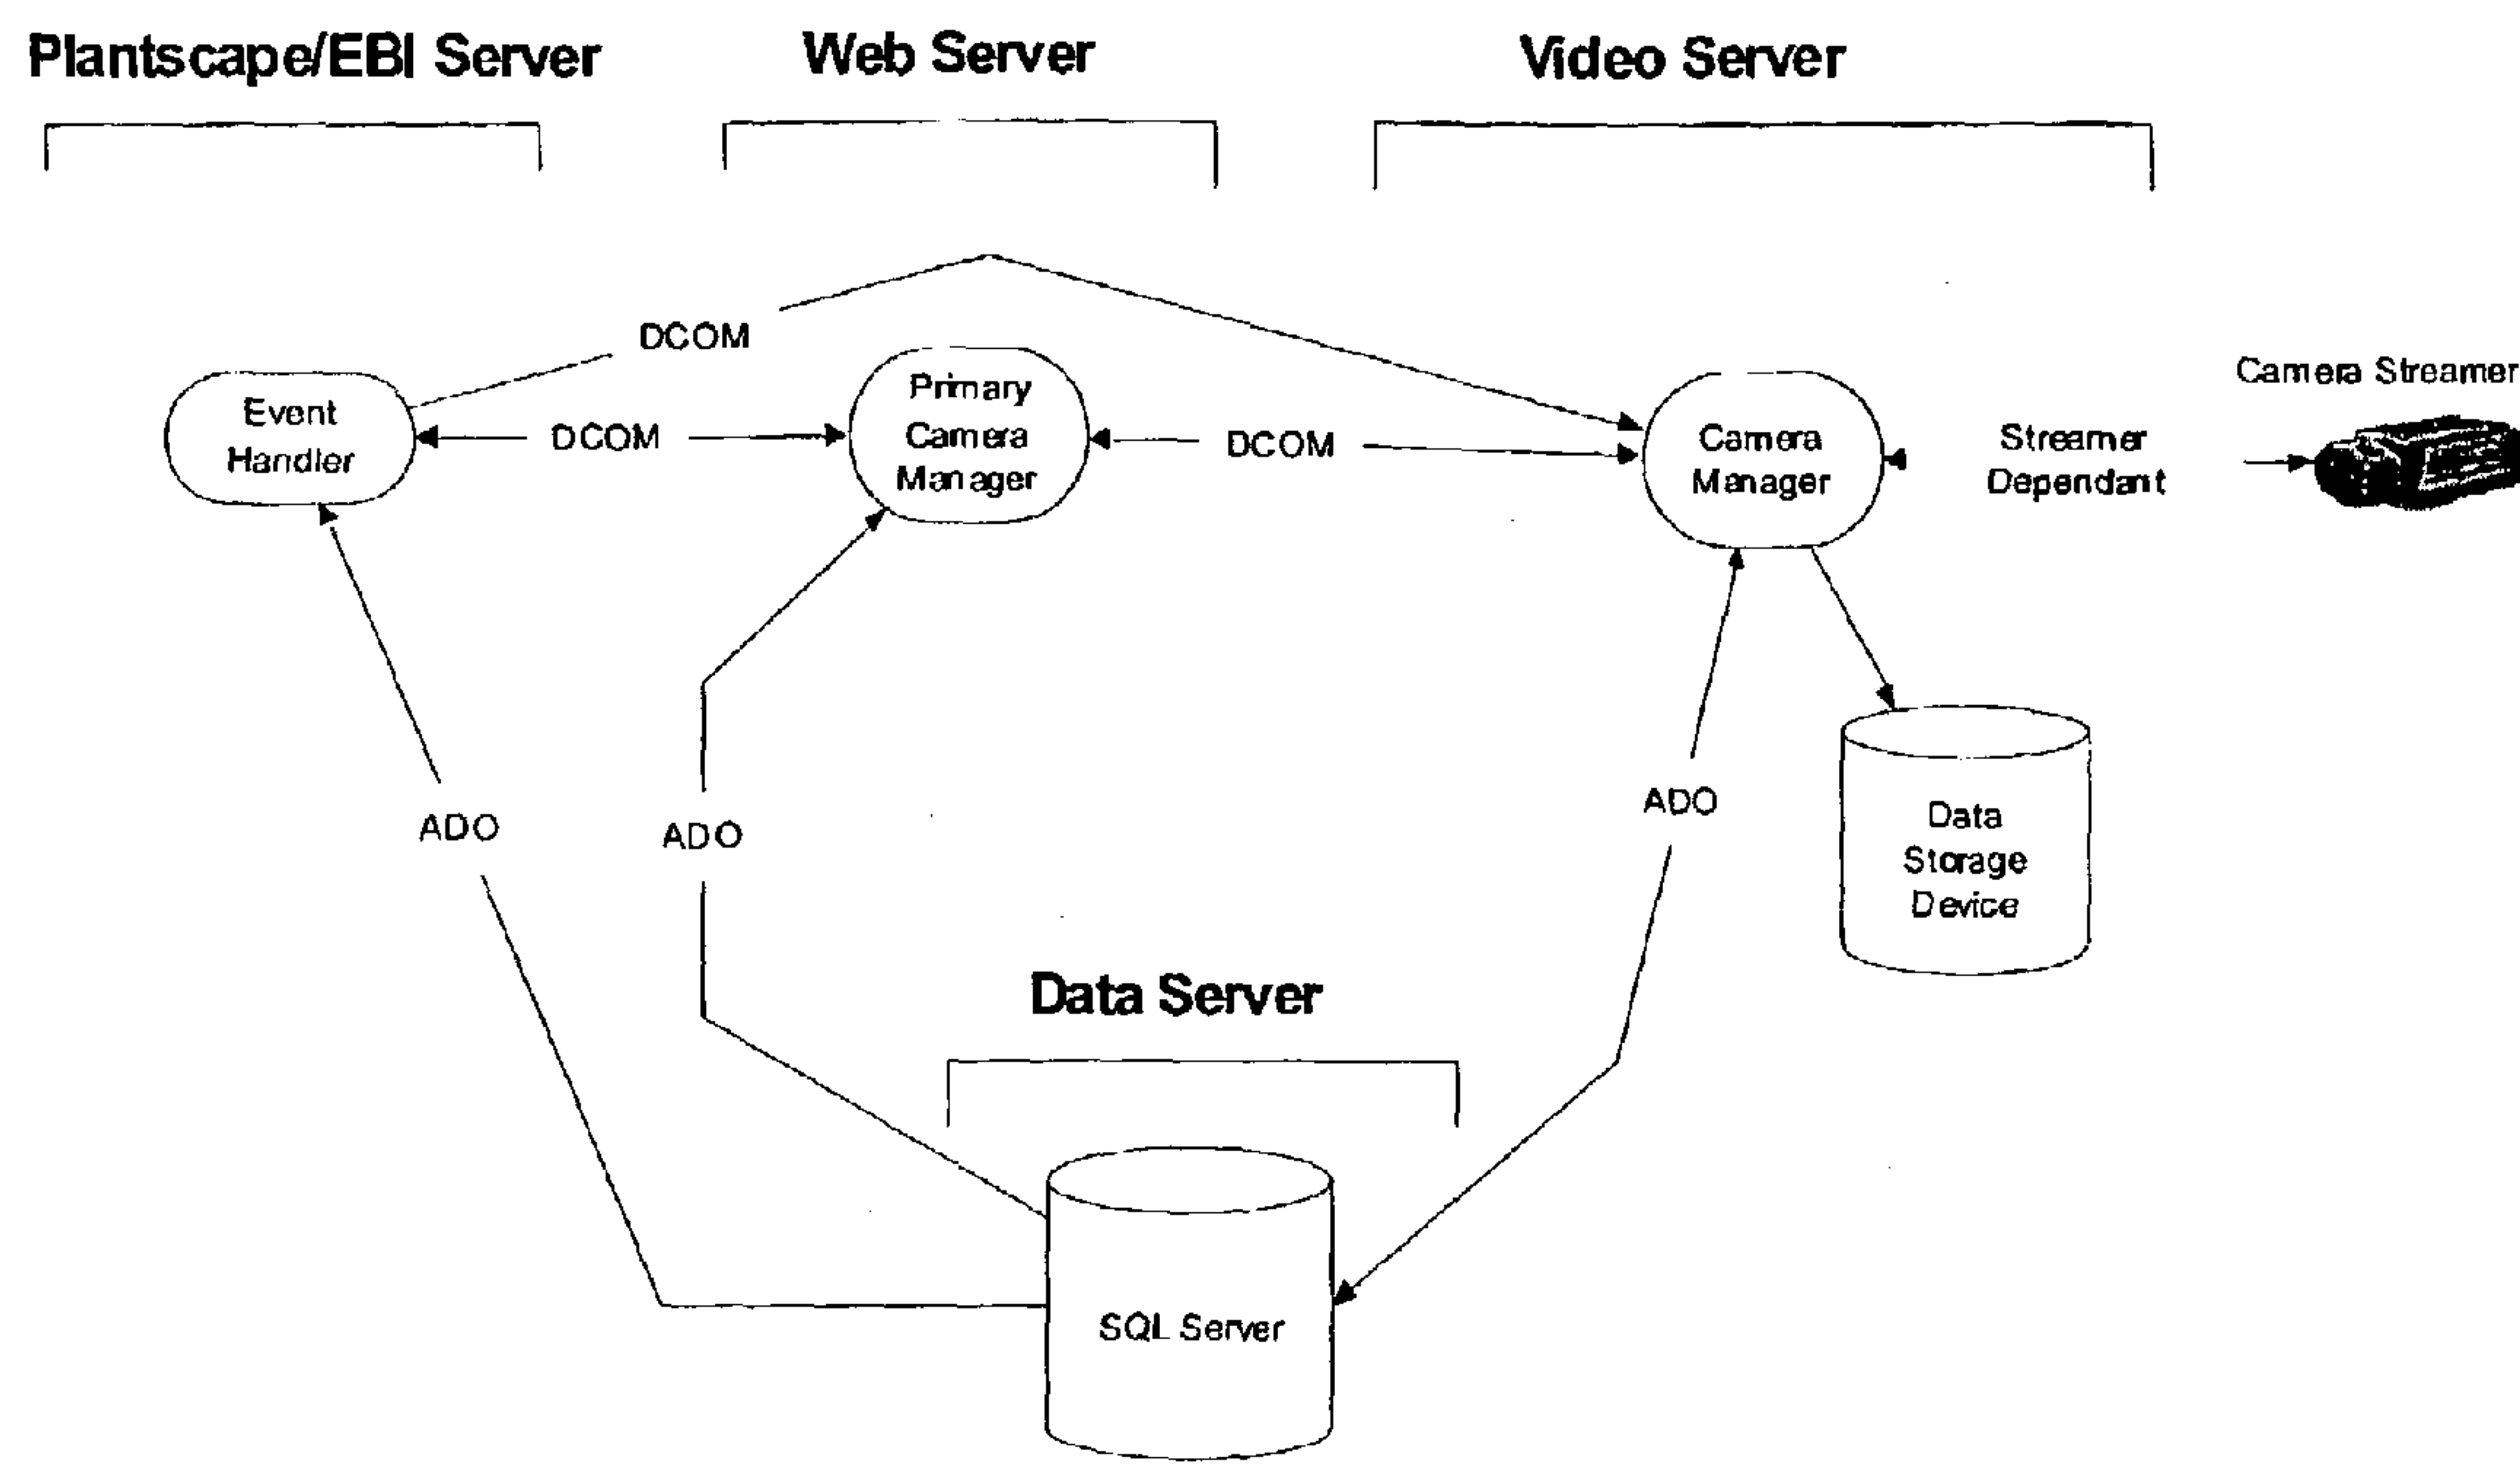 Plantscape/EBI Server
Web Server
Video Server
DCOM
Event
Handler
DCOM
Primary
Camera
Manager
DCOM
Camera
Manager
Streamer
Dependant
Camera Streamer
ADO
ADO
ADO
Data
Storage
Device
Data Server
SQL Server